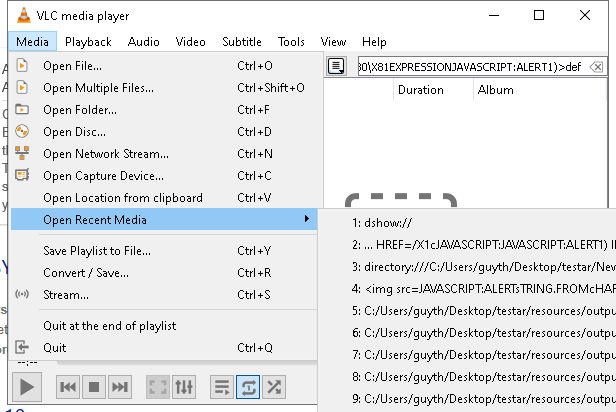 VLC media player
Media Playback Audio Video Subtitle Tools View Help
30\X81EXPRESSIONJAVASCRIPT:ALERT1)>def
Duration Album
Open File... Ctrl+O
Open Multiple Files... Ctrl+Shift+O
Open Folder... Ctrl+F
Open Disc... Ctrl+D
Open Network Stream... Ctrl+N
Open Capture Device... Ctrl+C
Open Location from clipboard Ctrl+V
Open Recent Media
1: dshow://
2: ... HREF=/X1cJAVASCRIPT:JAVASCRIPT:ALERT1)
3: directory:///C:/Users/guyth/Desktop/testar/New
4: <img src=JAVASCRIPT:ALERTsTRING.FROMcHAR
5: C:/Users/guyth/Desktop/testar/resources/outpu
6: C:/Users/guyth/Desktop/testar/resources/outpu
7: C:/Users/guyth/Desktop/testar/resources/outpu
8: C:/Users/guyth/Desktop/testar/resources/outpu
9: C:/Users/guyth/Desktop/testar/resources/outpu
Save Playlist to File... Ctrl+Y
Convert / Save... Ctrl+R
Stream... Ctrl+S
Quit at the end of playlist
Quit Ctrl+Q